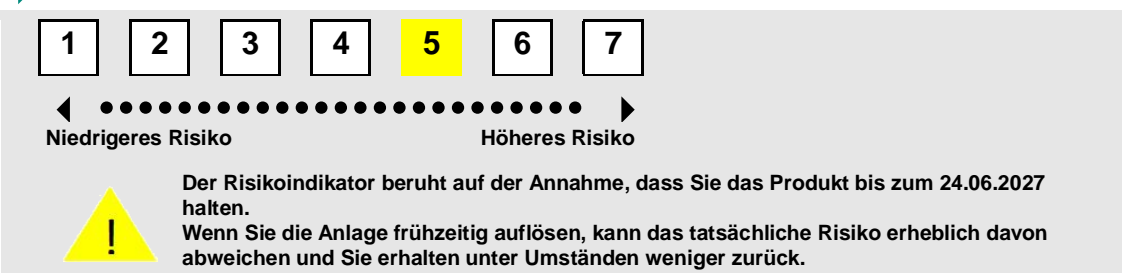 1 2 3 4 5 6 7
Niedrigeres Risiko Höheres Risiko
Der Risikoindikator beruht auf der Annahme, dass Sie das Produkt bis zum 24.06.2027
halten.
Wenn Sie die Anlage frühzeitig auflösen, kann das tatsächliche Risiko erheblich davon
abweichen und Sie erhalten unter Umständen weniger zurück.
!